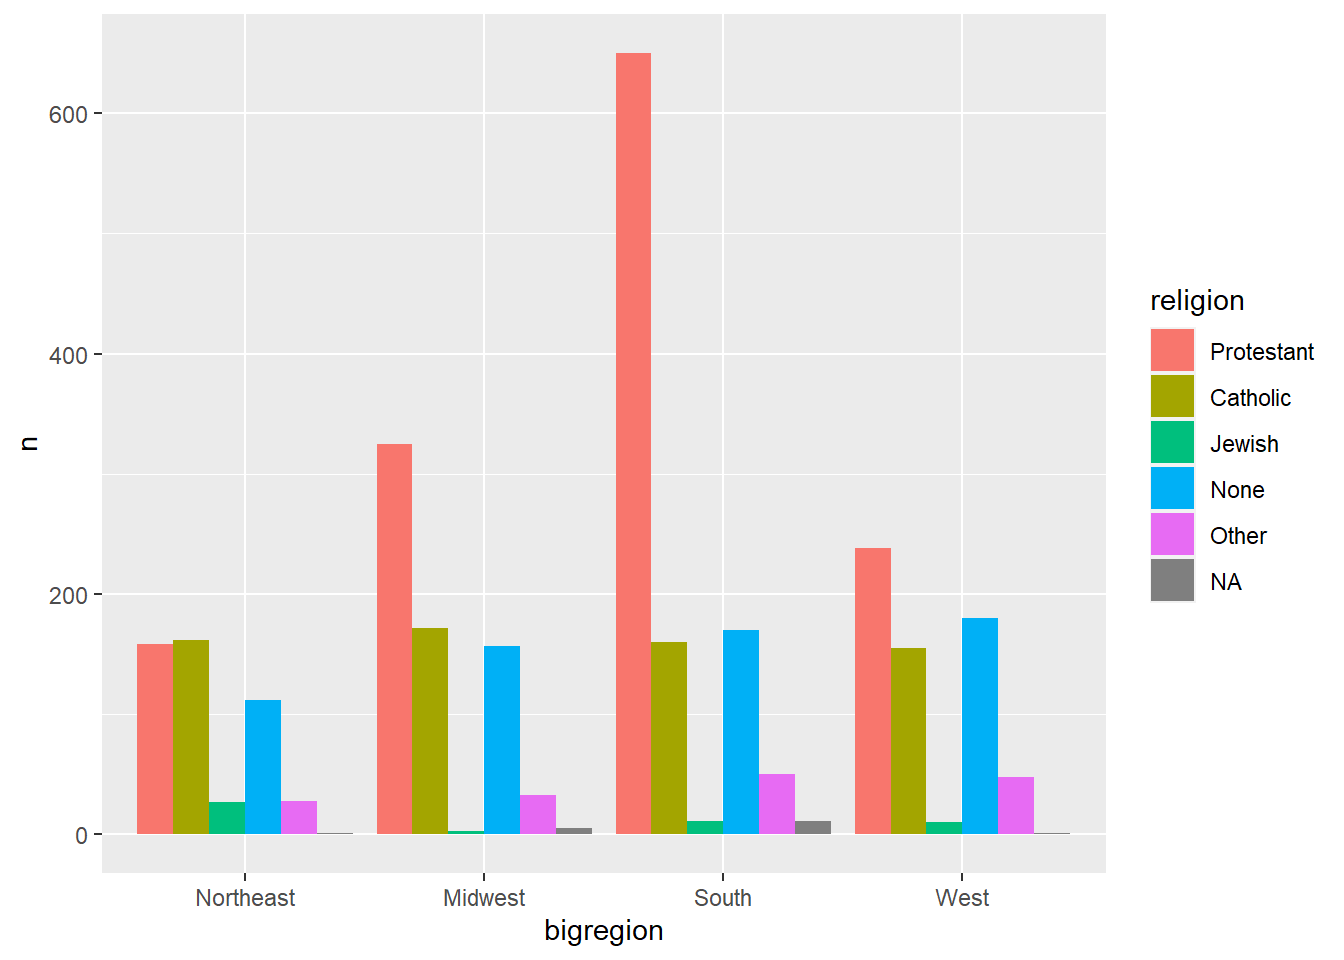 600
400
200
0
n
Northeast Midwest South West
bigregion
religion
Protestant
Catholic
Jewish
None
Other
NA